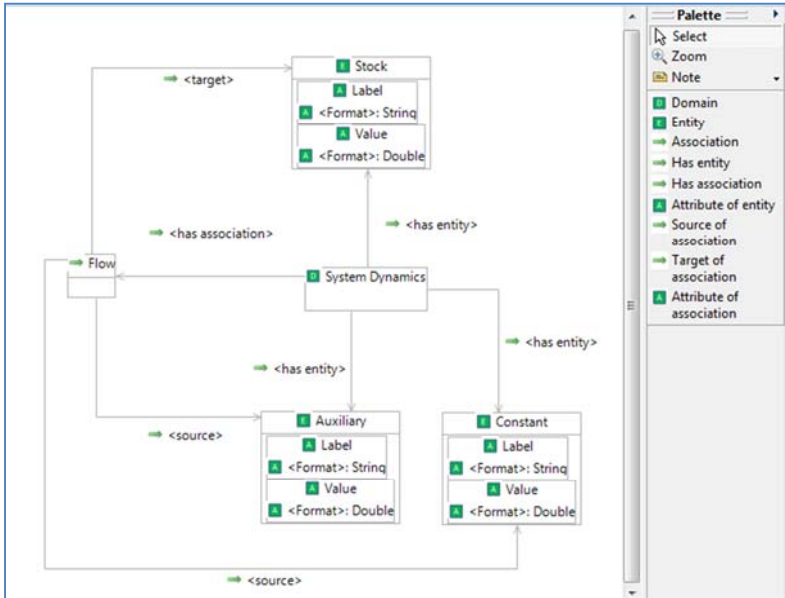 Stock
<target>
Label
<Format>: String
Value
<Format>: Double
<has association>
<has entity>
Flow
System Dynamics
<has entity>
<has entity>
Auxiliary
Constant
<source>
Label
<Format>: String
Value
<Format>: Double
Label
<Format>: String
Value
<Format>: Double
<source>
Palette
Select
Zoom
Note
D Domain
E Entity
Association
Has entity
Has association
A Attribute of entity
Source of
association
Target of
association
A Attribute of
association